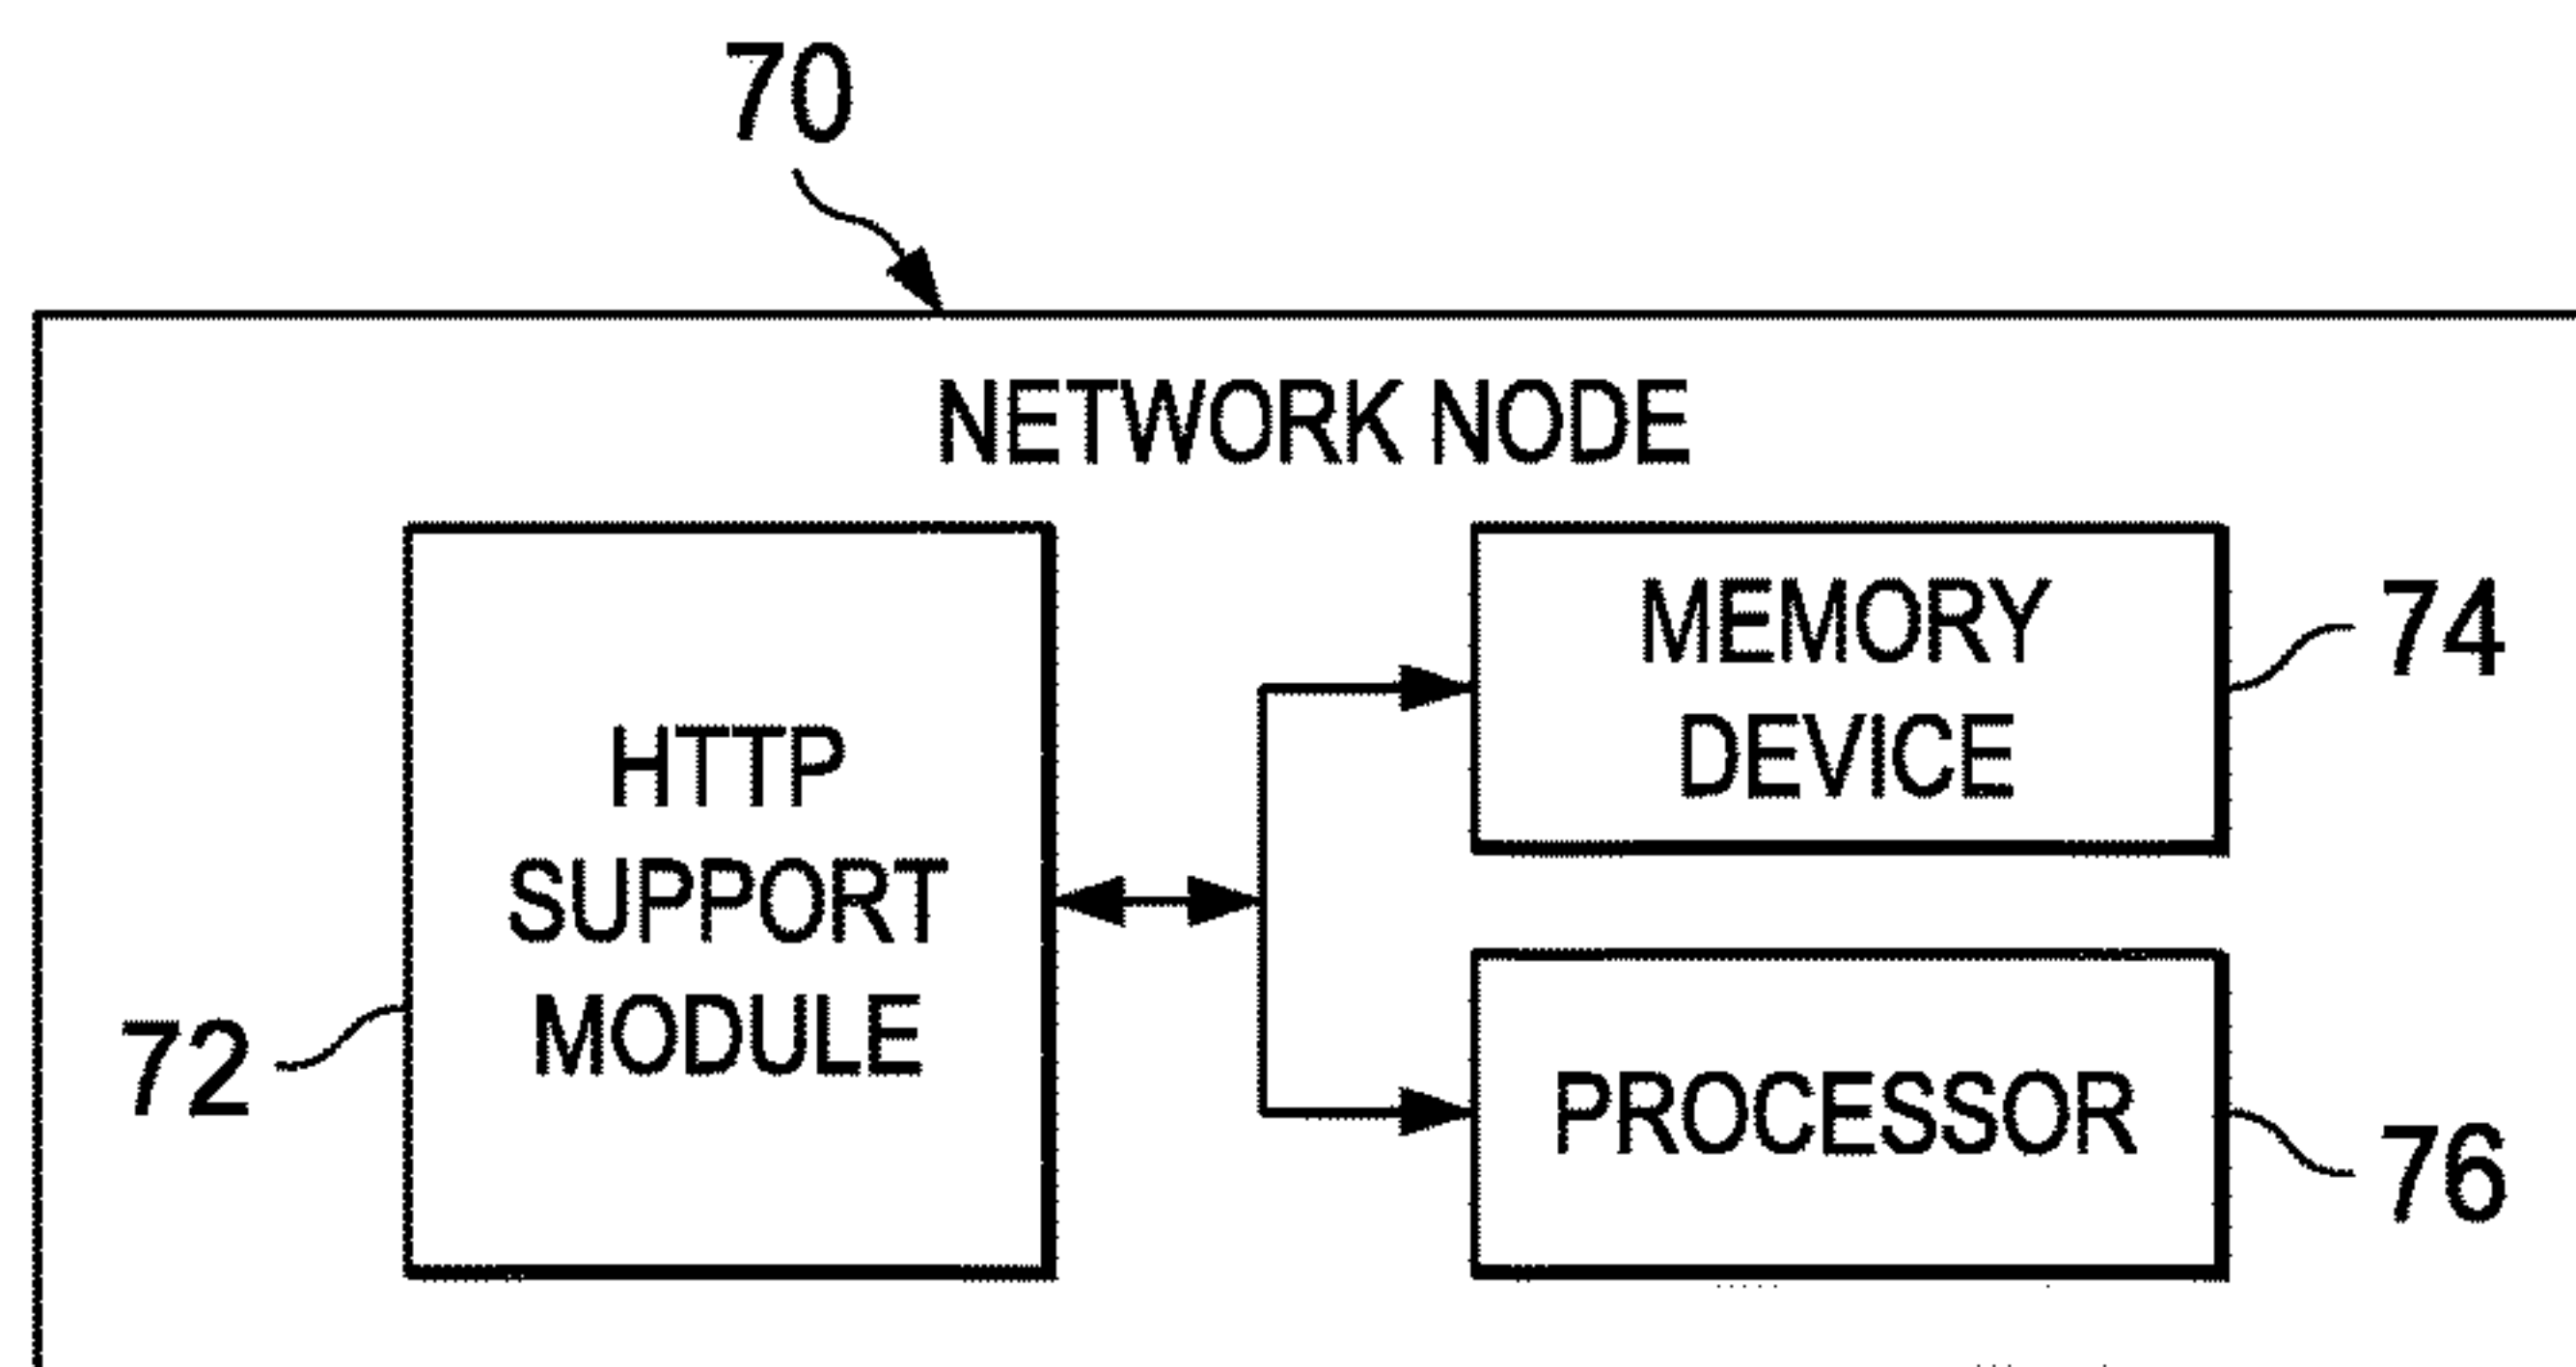 70
NETWORK NODE
HTTP
SUPPORT
MODULE
72
MEMORY
DEVICE
74
PROCESSOR
76